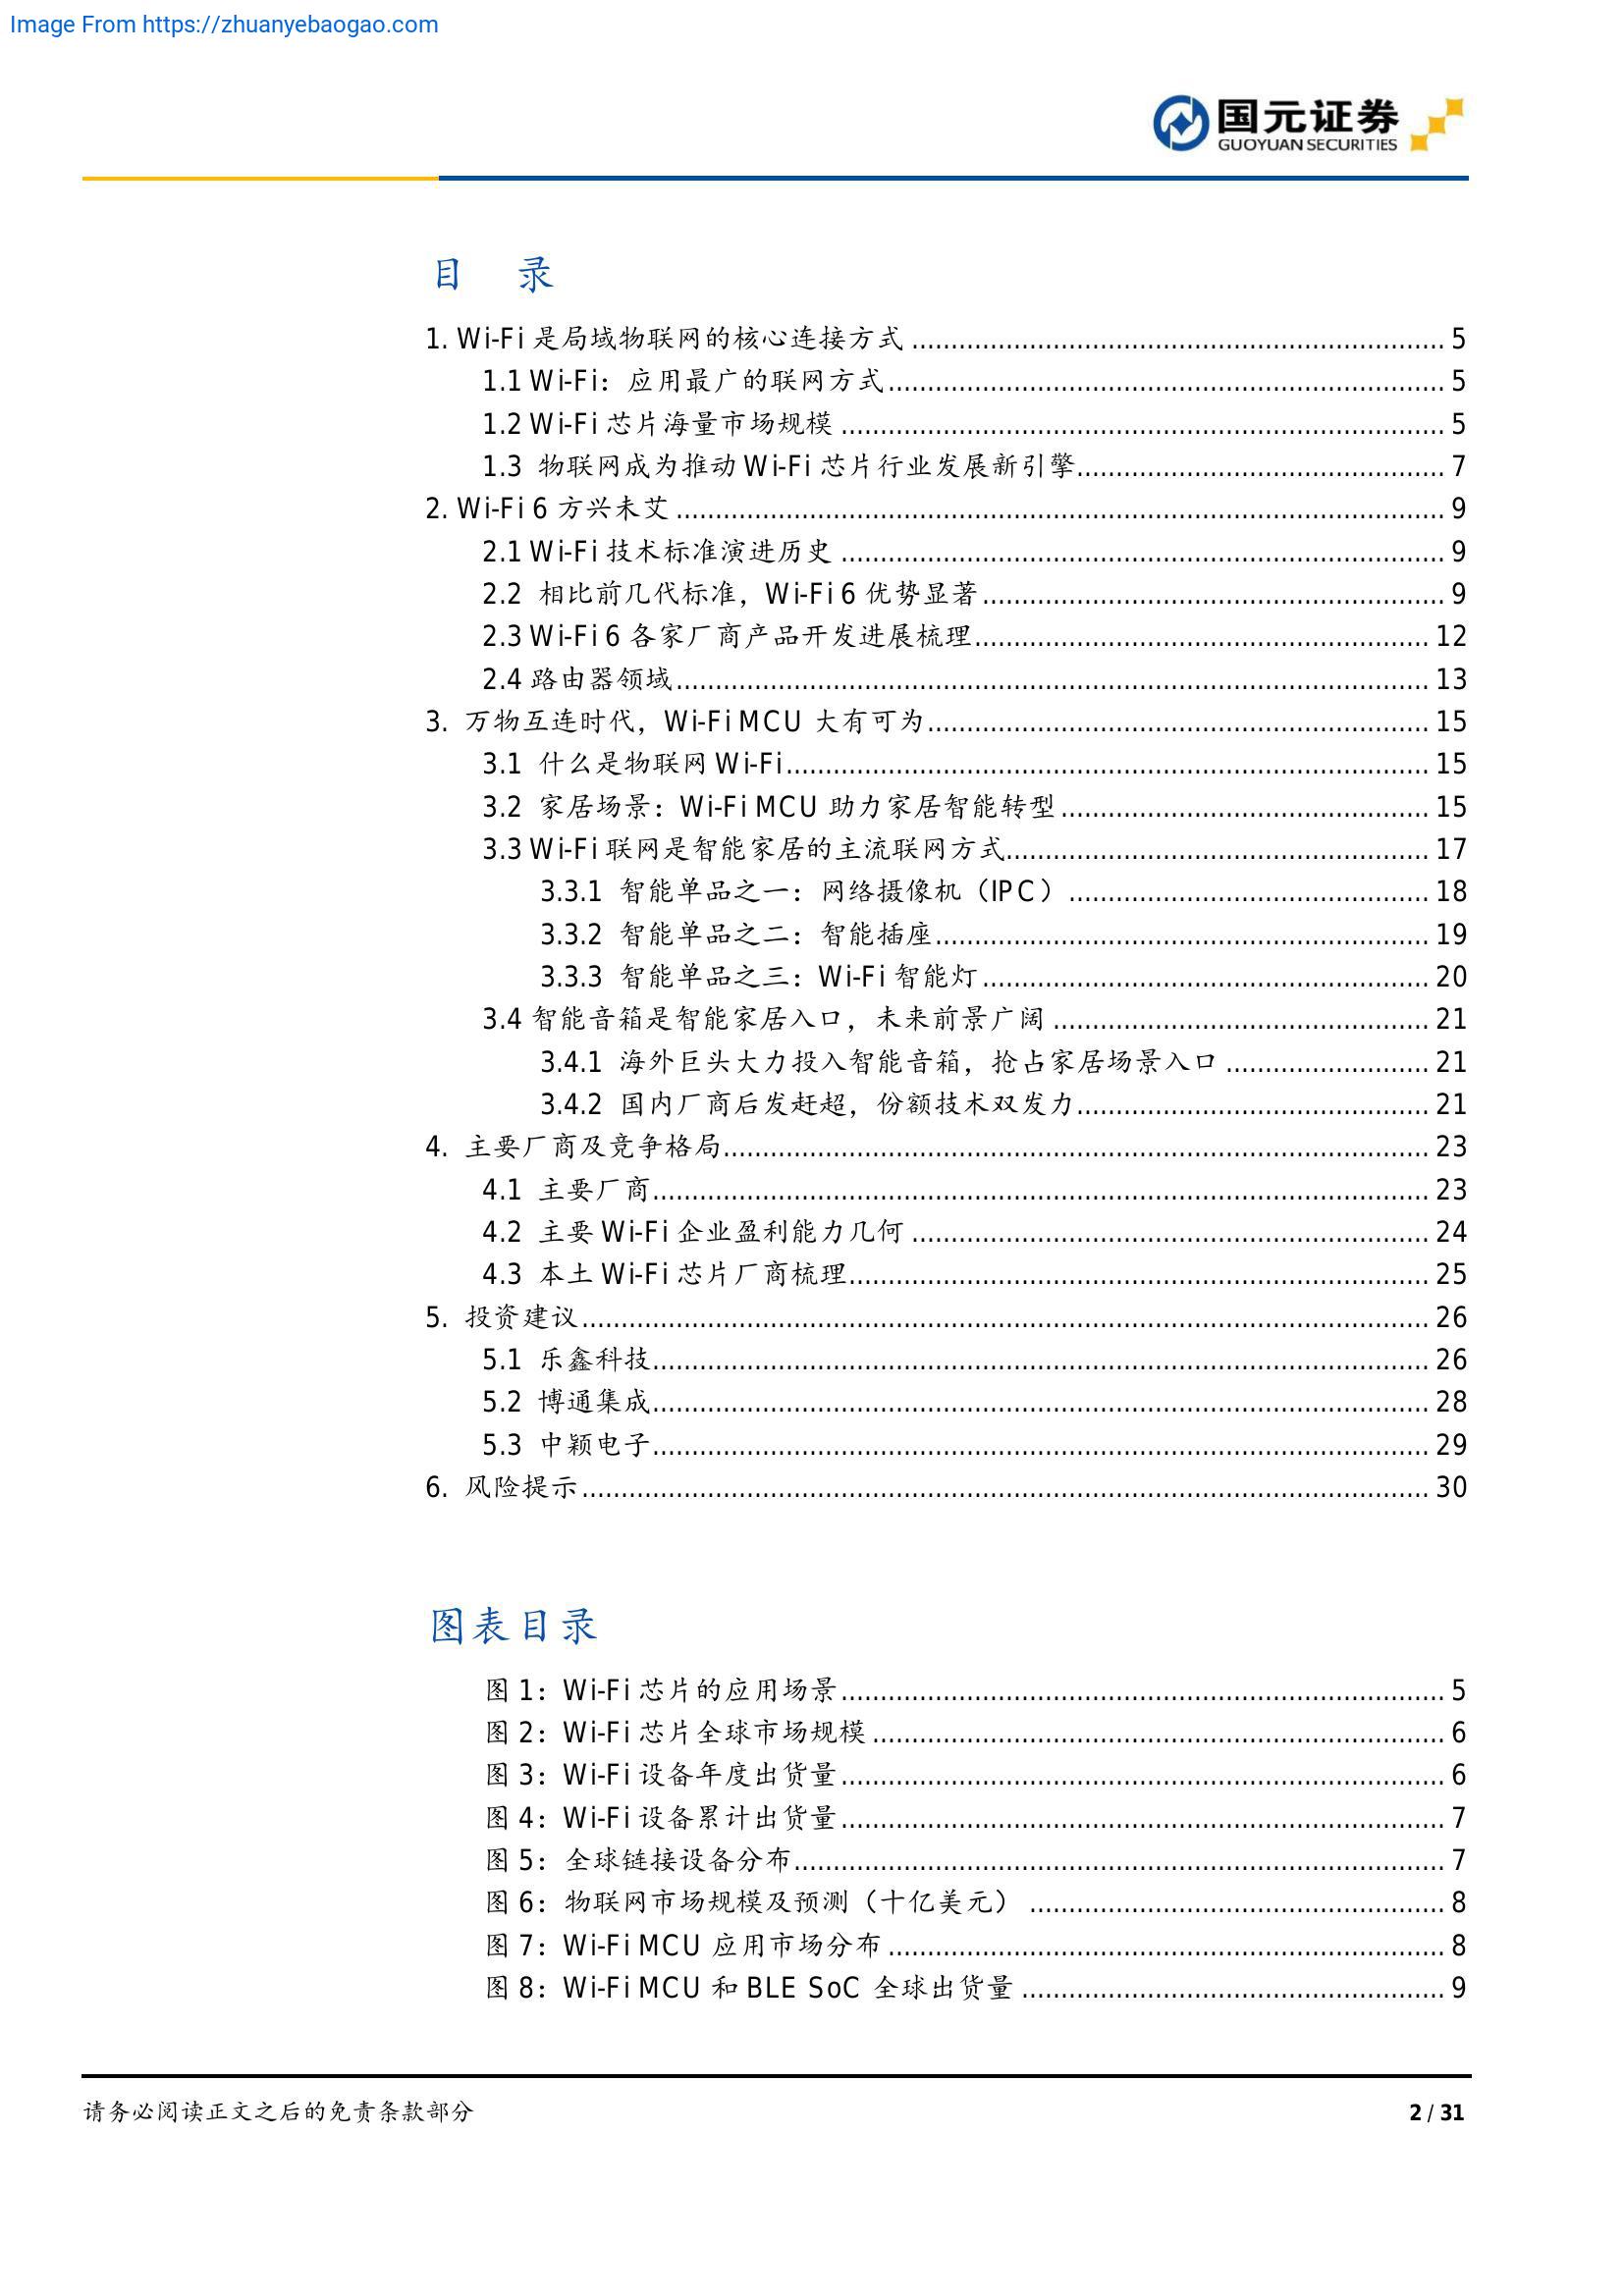 Image From https://zhuanyebaogao.com
国元证券
GUOYUAN SECURITIES
目 录
1. Wi-Fi 是局域物联网的核心连接方式 5
1.1 Wi-Fi：应用最广的联网方式 5
1.2 Wi-Fi 芯片海量市场规模 5
1.3 物联网成为推动 Wi-Fi 芯片行业发展新引擎 7
2. Wi-Fi 6 方兴未艾 9
2.1 Wi-Fi 技术标准演进历史 9
2.2 相比前几代标准，Wi-Fi 6 优势显著 9
2.3 Wi-Fi 6 各家厂商产品开发进展梳理 12
2.4 路由器领域 13
3. 万物互连时代，Wi-Fi MCU 大有可为 15
3.1 什么是物联网 Wi-Fi 15
3.2 家居场景：Wi-Fi MCU 助力家居智能转型 15
3.3 Wi-Fi 联网是智能家居的主流联网方式 17
3.3.1 智能单品之一：网络摄像机（IPC） 18
3.3.2 智能单品之二：智能插座 19
3.3.3 智能单品之三：Wi-Fi 智能灯 20
3.4 智能音箱是智能家居入口，未来前景广阔 21
3.4.1 海外巨头大力投入智能音箱，抢占家居场景入口 21
3.4.2 国内厂商后发赶超，份额技术双发力 21
4. 主要厂商及竞争格局 23
4.1 主要厂商 23
4.2 主要 Wi-Fi 企业盈利能力几何 24
4.3 本土 Wi-Fi 芯片厂商梳理 25
5. 投资建议 26
5.1 乐鑫科技 26
5.2 博通集成 28
5.3 中颖电子 29
6. 风险提示 30
图表目录
图 1：Wi-Fi 芯片的应用场景 5
图 2：Wi-Fi 芯片全球市场规模 6
图 3：Wi-Fi 设备年度出货量 6
图 4：Wi-Fi 设备累计出货量 7
图 5：全球链接设备分布 7
图 6：物联网市场规模及预测（十亿美元） 8
图 7：Wi-Fi MCU 应用市场分布 8
图 8：Wi-Fi MCU 和 BLE SoC 全球出货量 9
请务必阅读正文之后的免责条款部分
2 / 31